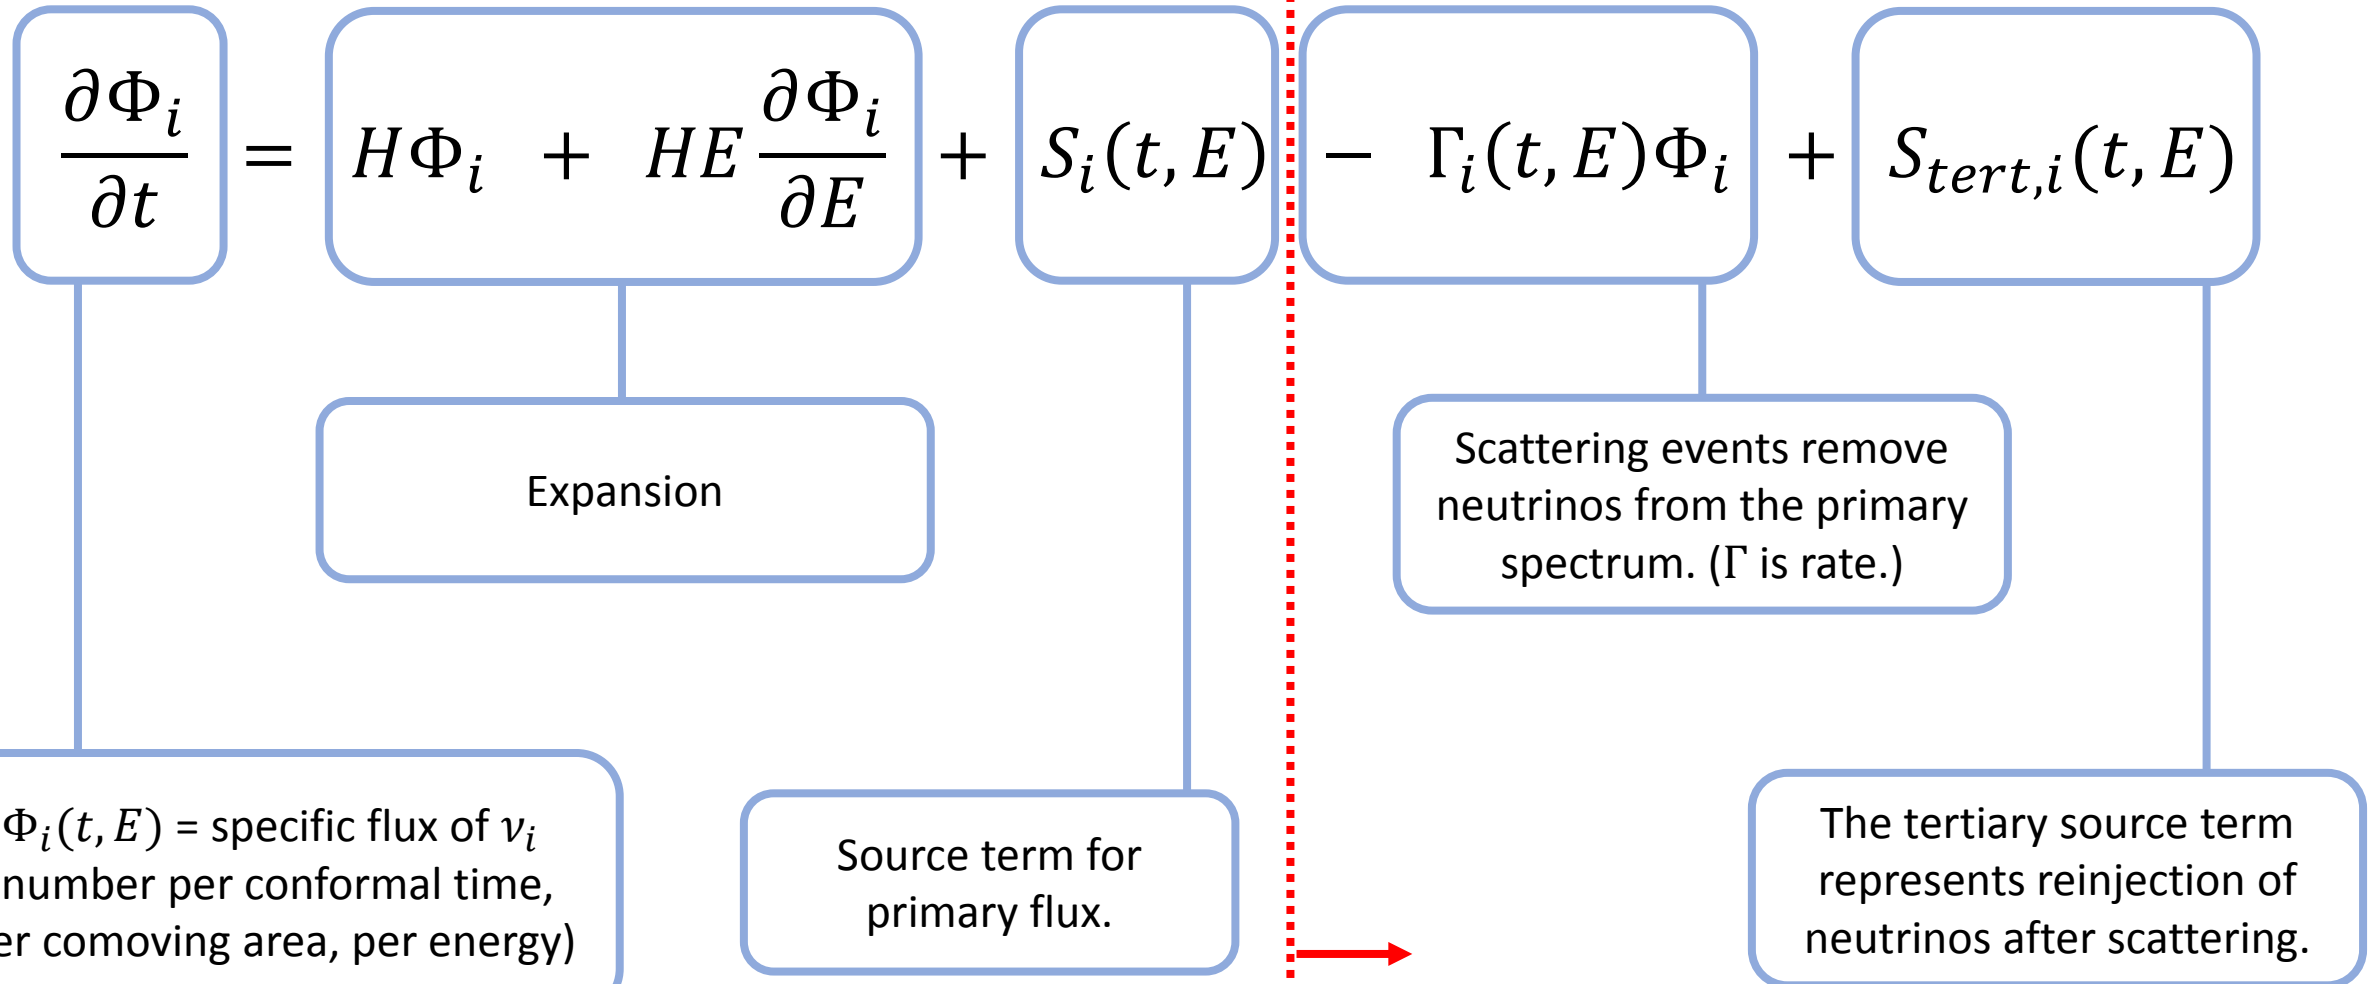 ∂Φ_i/∂t = HΦ_i + HE ∂Φ_i/∂E + S_i(t, E) − Γ_i(t, E)Φ_i + S_{tert,i}(t, E)
Expansion
Scattering events remove
neutrinos from the primary
spectrum. (Γ is rate.)
Φ_i(t, E) = specific flux of ν_i
number per conformal time,
comoving area, per energy)
Source term for
primary flux.
The tertiary source term
represents reinjection of
neutrinos after scattering.